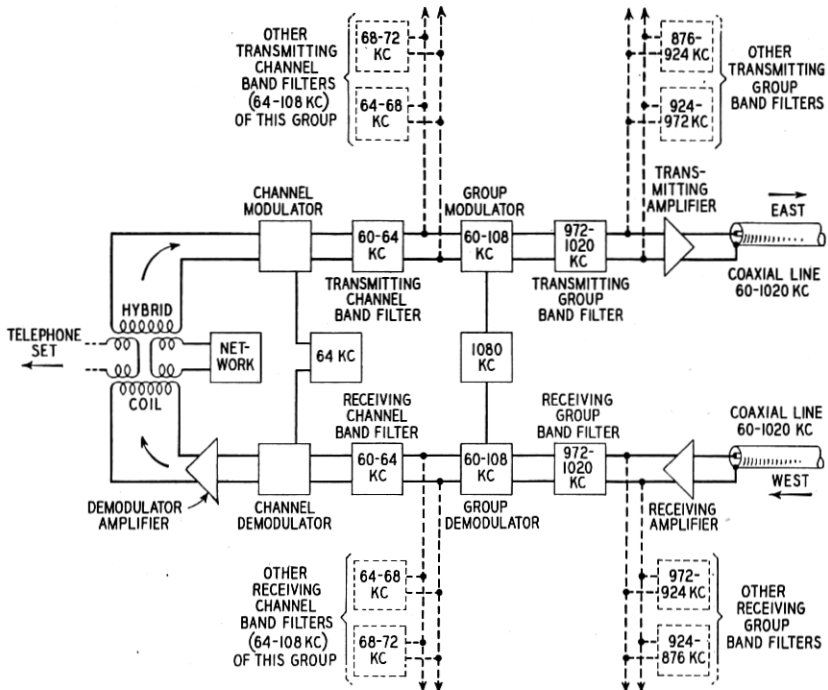 OTHER
TRANSMITTING
CHANNEL
BAND FILTERS
(64-108 KC)
OF THIS GROUP
68-72
KC
64-68
KC
876-
924 KC
924-
972 KC
OTHER
TRANSMITTING
GROUP
BAND FILTERS
CHANNEL
MODULATOR
GROUP
MODULATOR
TRANS-
MITTING
AMPLIFIER
EAST
60-64
KC
60-108
KC
972-
1020
KC
TRANSMITTING
CHANNEL
BAND FILTER
TRANSMITTING
GROUP
BAND FILTER
COAXIAL LINE
60-1020 KC
HYBRID
TELEPHONE
SET
NET-
WORK
64 KC
1080
KC
COIL
RECEIVING
CHANNEL
BAND FILTER
RECEIVING
GROUP
BAND FILTER
COAXIAL LINE
60-1020 KC
60-64
KC
60-108
KC
972-
1020
KC
WEST
DEMODULATOR
AMPLIFIER
CHANNEL
DEMODULATOR
GROUP
DEMODULATOR
RECEIVING
AMPLIFIER
OTHER
RECEIVING
CHANNEL
BAND FILTERS
(64-108 KC)
OF THIS GROUP
64-68
KC
68-72
KC
972-
924 KC
924-
876 KC
OTHER
RECEIVING
GROUP
BAND FILTERS